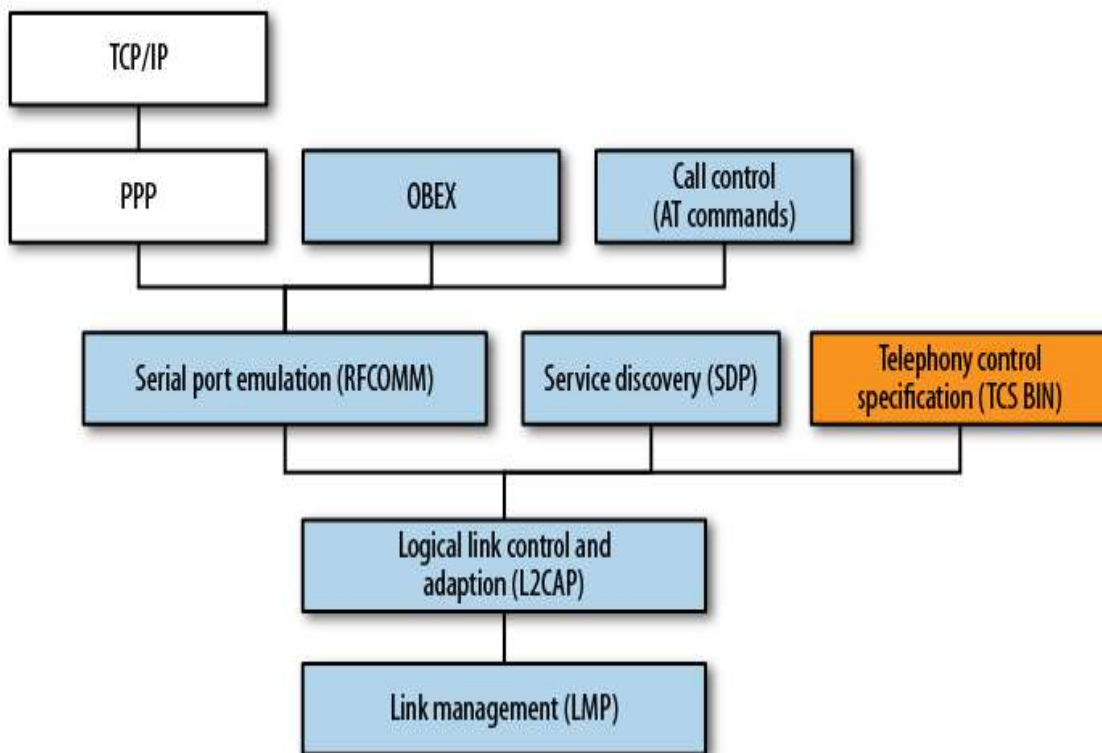 TCP/IP
PPP
OBEX
Call control
(AT commands)
Serial port emulation (RFCOMM)
Service discovery (SDP)
Telephony control
specification (TCS BIN)
Logical link control and
adaption (L2CAP)
Link management (LMP)